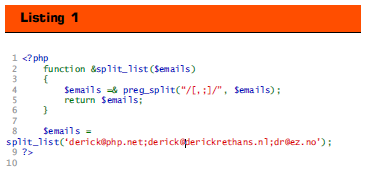 Listing 1
1 <?php
2 function &split_list($emails)
3 {
4 $emails =& preg_split("/[,;]/", $emails);
5 return $emails;
6 }
7
8 $emails =
split_list('derick@php.net;derick@derickrethans.nl;dr@ez.no');
9 ?>
10